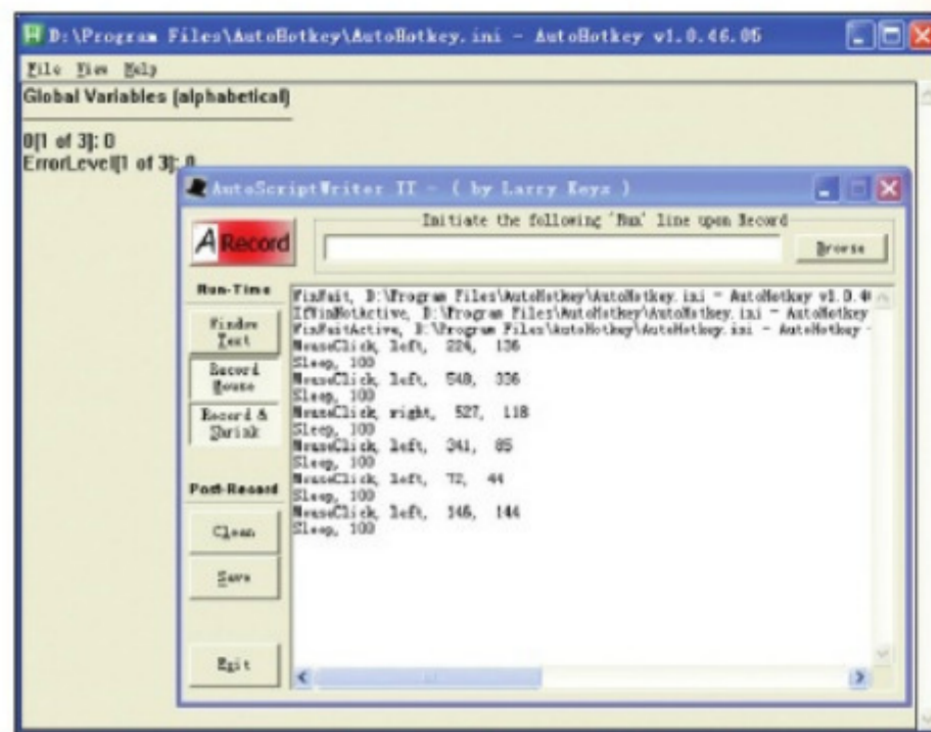 D:\Program Files\AutoHotkey\AutoHotkey.ini - AutoHotkey v1.0.46.05
File View Help
Global Variables (alphabetical)
0[1 of 3]: 0
ErrorLevel[1 of 3]: 0
AutoScriptWriter II - ( by Larry Keys )
A Record
Initiate the following 'Run' line upon Record
Browse
Run-Time
Window
Text
Record
Mouse
Record &
Shrink
Post-Record
Clean
Save
Exit
WinWait, D:\Program Files\AutoHotkey\AutoHotkey.ini - AutoHotkey v1.0.4
IfWinNotActive, D:\Program Files\AutoHotkey\AutoHotkey.ini - AutoHotkey
WinWaitActive, D:\Program Files\AutoHotkey\AutoHotkey.ini - AutoHotkey
MouseClick, left, 224, 136
Sleep, 100
MouseClick, left, 548, 336
Sleep, 100
MouseClick, right, 527, 118
Sleep, 100
MouseClick, left, 341, 85
Sleep, 100
MouseClick, left, 72, 44
Sleep, 100
MouseClick, left, 146, 144
Sleep, 100